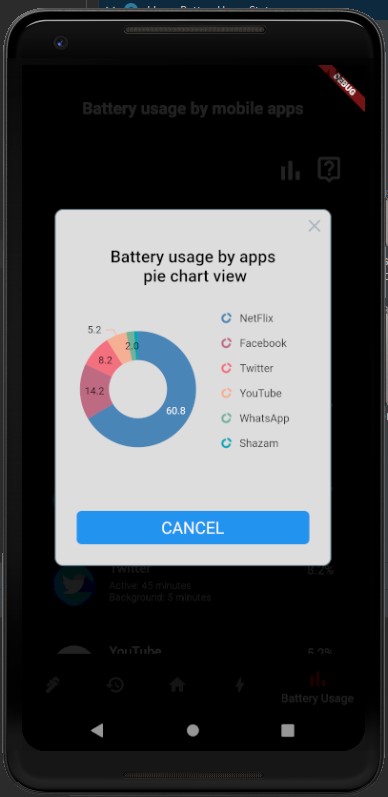 DEBUG
Battery usage by mobile apps
Battery usage by apps
pie chart view
NetFlix
Facebook
Twitter
YouTube
WhatsApp
Shazam
5.2
2.0
8.2
14.2
60.8
CANCEL
Twitter
8.2%
Active: 45 minutes
Background: 5 minutes
YouTube
5.2%
Battery Usage